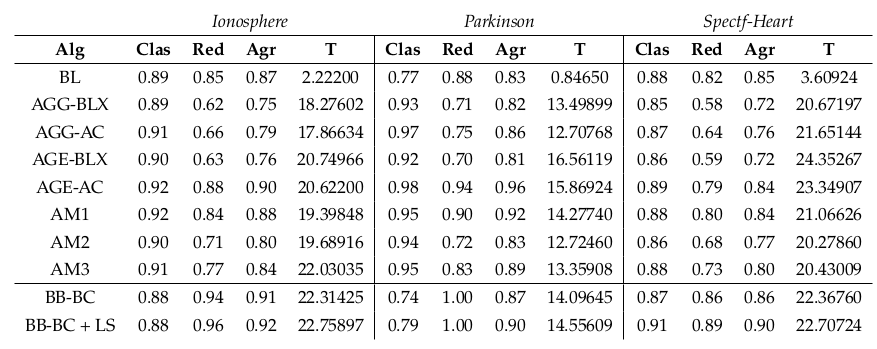 Ionosphere Parkinson Spectf-Heart
Alg Clas Red Agr T Clas Red Agr T Clas Red Agr T
BL 0.89 0.85 0.87 2.22200 0.77 0.88 0.83 0.84650 0.88 0.82 0.85 3.60924
AGG-BLX 0.89 0.62 0.75 18.27602 0.93 0.71 0.82 13.49899 0.85 0.58 0.72 20.67197
AGG-AC 0.91 0.66 0.79 17.86634 0.97 0.75 0.86 12.70768 0.87 0.64 0.76 21.65144
AGE-BLX 0.90 0.63 0.76 20.74966 0.92 0.70 0.81 16.56119 0.86 0.59 0.72 24.35267
AGE-AC 0.92 0.88 0.90 20.62200 0.98 0.94 0.96 15.86924 0.89 0.79 0.84 23.34907
AM1 0.92 0.84 0.88 19.39848 0.95 0.90 0.92 14.27740 0.88 0.80 0.84 21.06626
AM2 0.90 0.71 0.80 19.68916 0.94 0.72 0.83 12.72460 0.86 0.68 0.77 20.27860
AM3 0.91 0.77 0.84 22.03035 0.95 0.83 0.89 13.35908 0.88 0.73 0.80 20.43009
BB-BC 0.88 0.94 0.91 22.31425 0.74 1.00 0.87 14.09645 0.87 0.86 0.86 22.36760
BB-BC + LS 0.88 0.96 0.92 22.75897 0.79 1.00 0.90 14.55609 0.91 0.89 0.90 22.70724